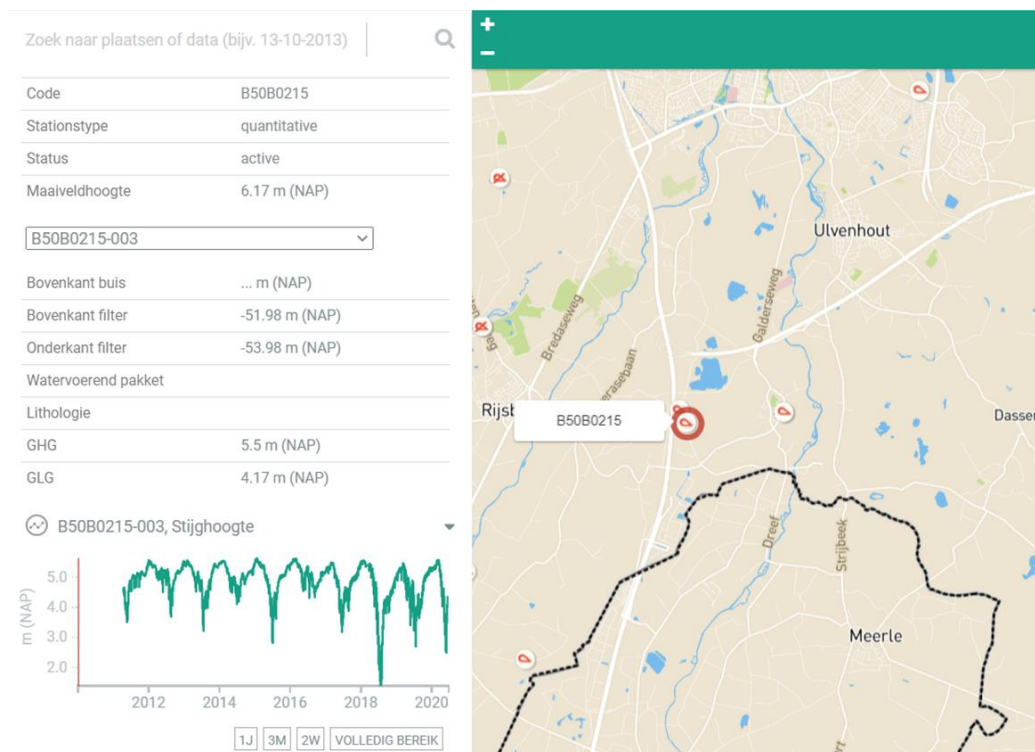 Zoek naar plaatsen of data (bijv. 13-10-2013)
Code B50B0215
Stationstype quantitative
Status active
Maaiveldhoogte 6.17 m (NAP)
B50B0215-003
Bovenkant buis ... m (NAP)
Bovenkant filter -51.98 m (NAP)
Onderkant filter -53.98 m (NAP)
Watervoerend pakket
Lithologie
GHG 5.5 m (NAP)
GLG 4.17 m (NAP)
B50B0215-003, Stijghoogte
m (NAP)
5.0
4.0
3.0
2.0
2012 2014 2016 2018 2020
1J 3M 2W VOLLEDIG BEREIK
+
−
Ulvenhout
Galderseweg
Bredaseweg
erasebaan
Rijsb
B50B0215
Dassen
Dreef
Strijbeek
Meerle